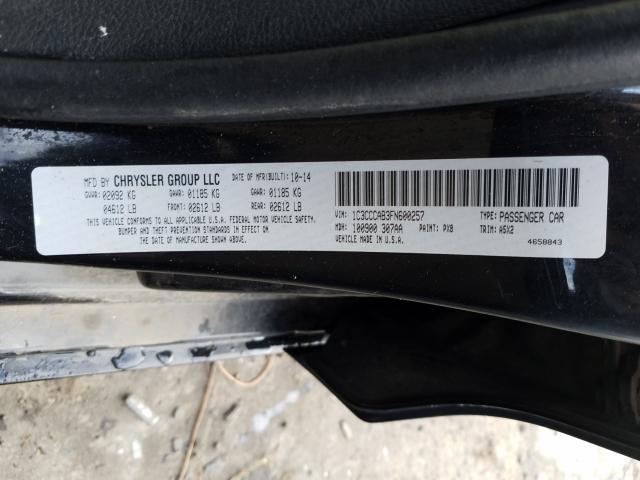 MFD BY CHRYSLER GROUP LLC DATE OF MFR(BUILT): 10-14
GVWR: 02092 KG GAWR: 01185 KG GAWR: 01185 KG
04612 LB FRONT: 02612 LB REAR: 02612 LB
THIS VEHICLE CONFORMS TO ALL APPLICABLE U.S.A. FEDERAL MOTOR VEHICLE SAFETY,
BUMPER AND THEFT PREVENTION STANDARDS IN EFFECT ON
THE DATE OF MANUFACTURE SHOWN ABOVE.
VIN: 1C3CCCAB3FN600257 TYPE: PASSENGER CAR
MDH: 100900 307AA PAINT: PX8 TRIM: A5X2
VEHICLE MADE IN U.S.A. 4658843